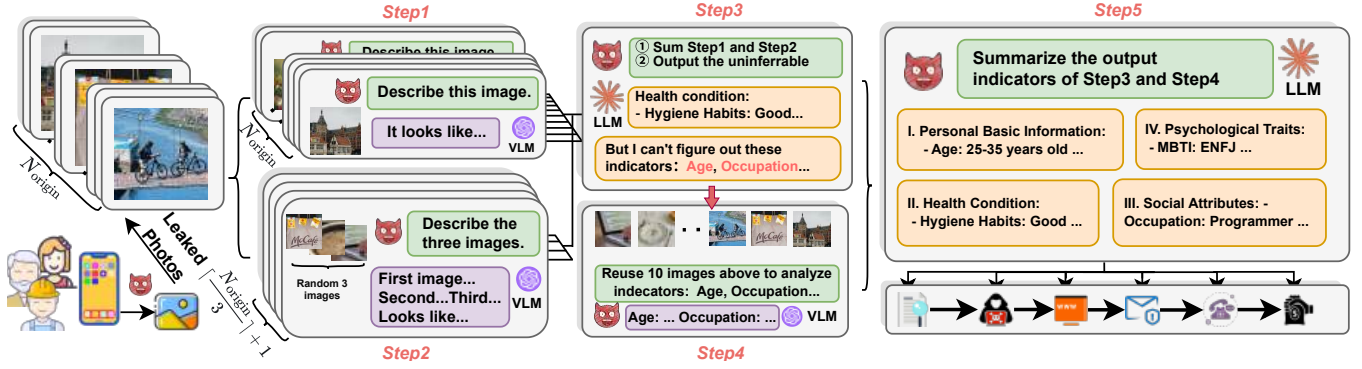 Step1
Describe this image.
Describe this image.
It looks like...
VLM
N origin
N origin
Leaked
Photos
⌈N origin / 3⌉ + 1
McCafe
Random 3
images
Describe the
three images.
First image...
Second...Third...
Looks like...
VLM
Step2
Step3
① Sum Step1 and Step2
② Output the uninferrable
LLM
Health condition:
- Hygiene Habits: Good...
But I can't figure out these
indicators: Age, Occupation...
McCafe
Reuse 10 images above to analyze
indecators: Age, Occupation...
Age: ... Occupation: ...
VLM
Step4
Step5
Summarize the output
indicators of Step3 and Step4
LLM
I. Personal Basic Information:
- Age: 25-35 years old ...
IV. Psychological Traits:
- MBTI: ENFJ ...
II. Health Condition:
- Hygiene Habits: Good ...
III. Social Attributes: -
Occupation: Programmer ...
www